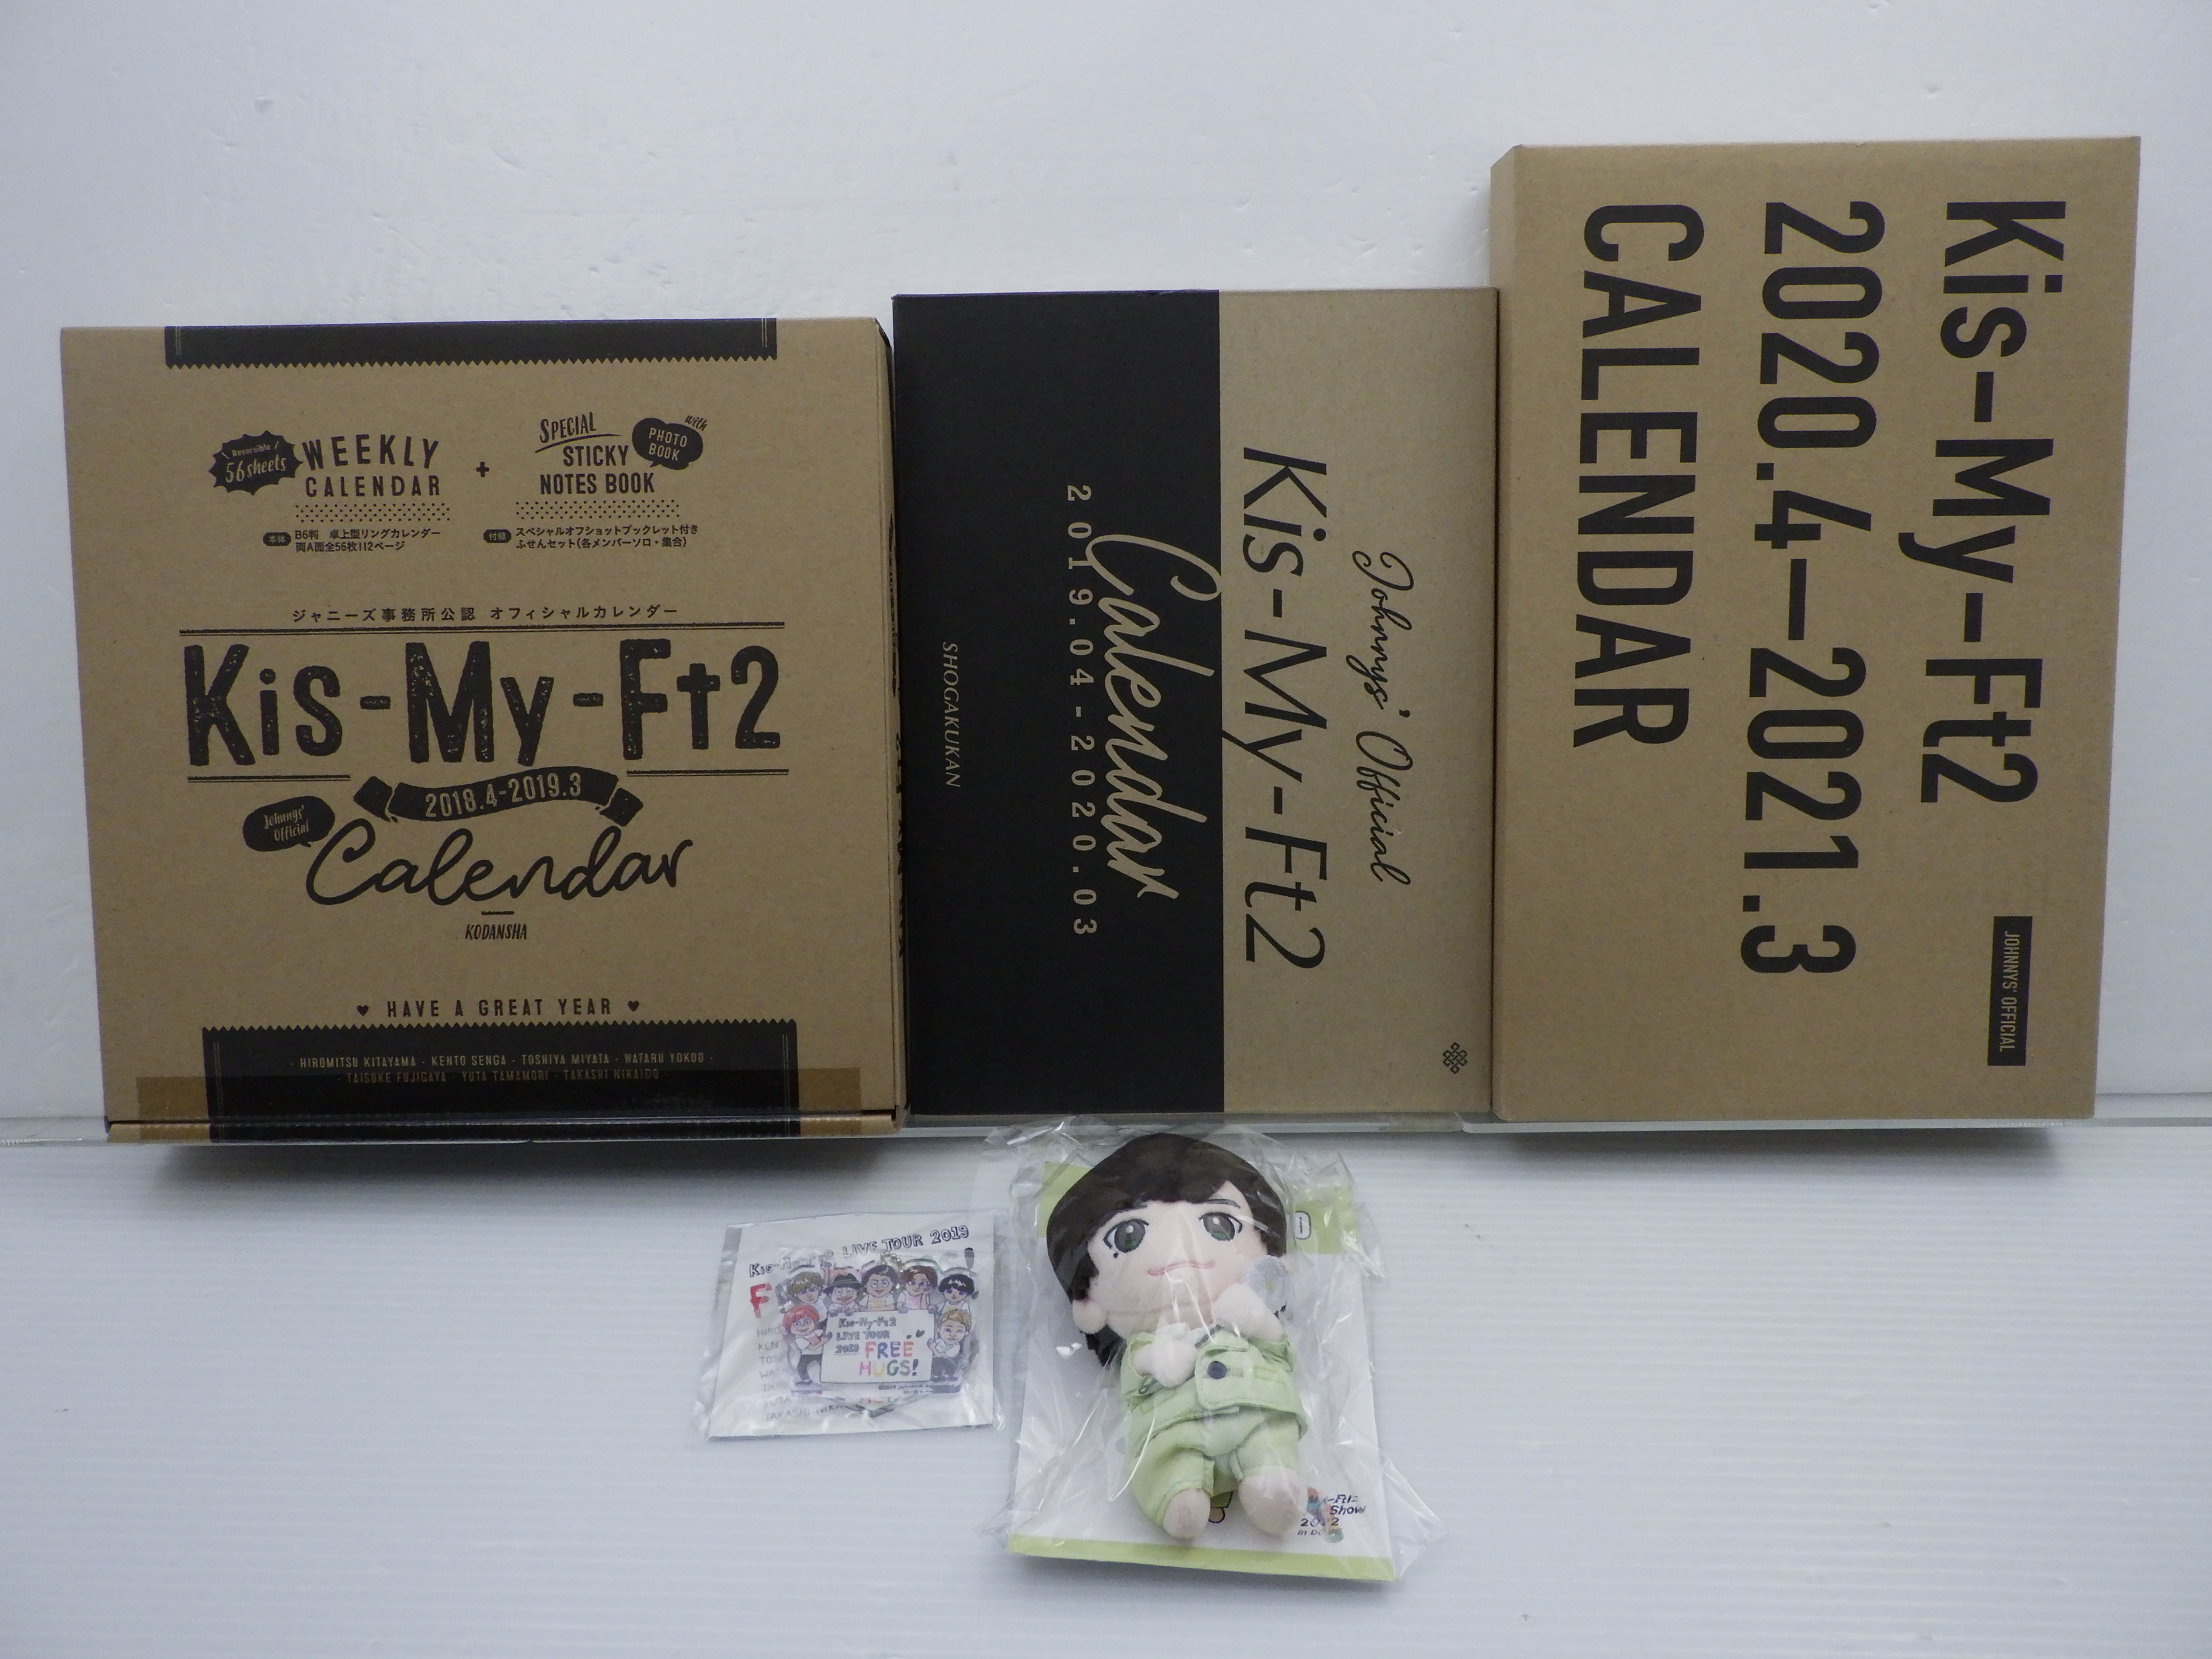 Reversible
56 sheets
WEEKLY
CALENDAR
+
SPECIAL
STICKY
NOTES BOOK
with
PHOTO
BOOK
本体 B6判 卓上型リングカレンダー
両A面全56枚112ページ
付録 スペシャルオフショットブックレット付き
ふせんセット(各メンバーソロ・集合)
ジャニーズ事務所公認 オフィシャルカレンダー
Kis-My-Ft2
2018.4-2019.3
Johnnys'
Official
Calendar
KODANSHA
♥ HAVE A GREAT YEAR ♥
· HIROMITSU KITAYAMA · KENTO SENGA · TOSHIYA MIYATA · WATARU YOKOO ·
· TAISUKE FUJIGAYA · YUTA TAMAMORI · TAKASHI NIKAIDO ·
Johnnys' Official
Kis-My-Ft2
Calendar
2019.04-2020.03
SHOGAKUKAN
Kis-My-Ft2
2020.4—2021.3
CALENDAR
JOHNNYS' OFFICIAL
LIVE TOUR 2019
Kis-My-Ft2
LIVE TOUR
2019 FREE
HUGS!
TAKASHI
-Ft2
Show
2022
in